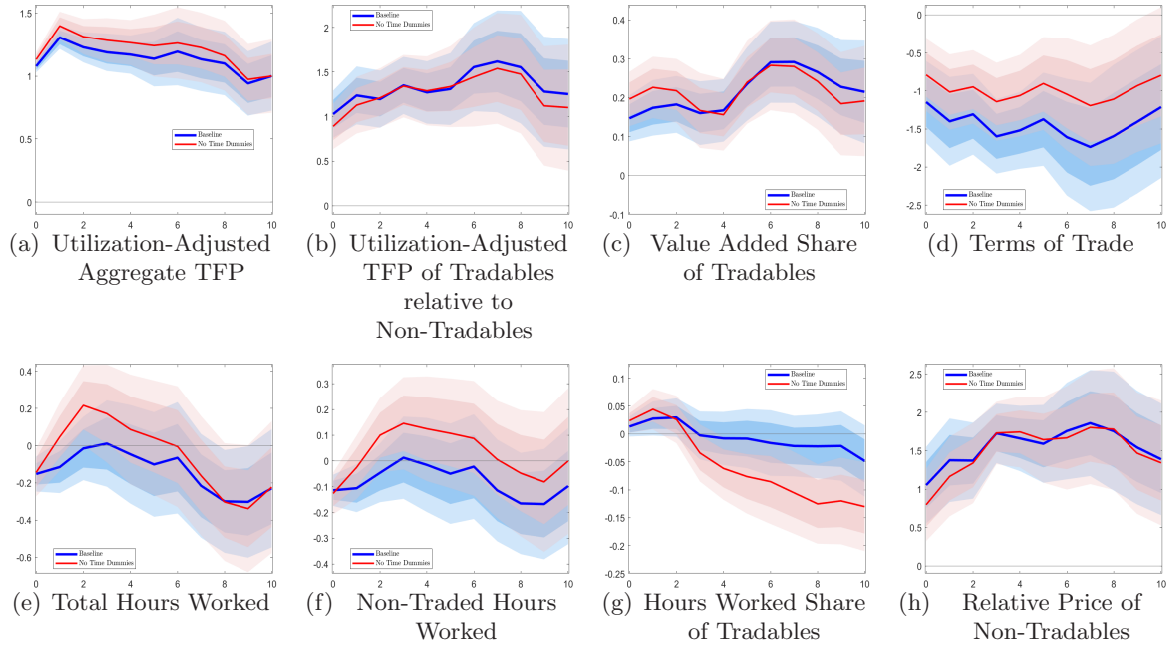 1.5
1
0.5
0
0 2 4 6 8 10
Baseline
No Time Dummies
(a) Utilization-Adjusted
Aggregate TFP
2
1.5
1
0.5
0
0 2 4 6 8 10
Baseline
No Time Dummies
(b) Utilization-Adjusted
TFP of Tradables
relative to
Non-Tradables
0.4
0.3
0.2
0.1
0
-0.1
0 2 4 6 8 10
Baseline
No Time Dummies
(c) Value Added Share
of Tradables
0
-0.5
-1
-1.5
-2
-2.5
0 2 4 6 8 10
Baseline
No Time Dummies
(d) Terms of Trade
0.4
0.2
0
-0.2
-0.4
-0.6
0 2 4 6 8 10
Baseline
No Time Dummies
(e) Total Hours Worked
0.3
0.2
0.1
0
-0.1
-0.2
-0.3
-0.4
0 2 4 6 8 10
Baseline
No Time Dummies
(f) Non-Traded Hours
Worked
0.1
0.05
0
-0.05
-0.1
-0.15
-0.2
-0.25
0 2 4 6 8 10
Baseline
No Time Dummies
(g) Hours Worked Share
of Tradables
2.5
2
1.5
1
0.5
0
0 2 4 6 8 10
Baseline
No Time Dummies
(h) Relative Price of
Non-Tradables